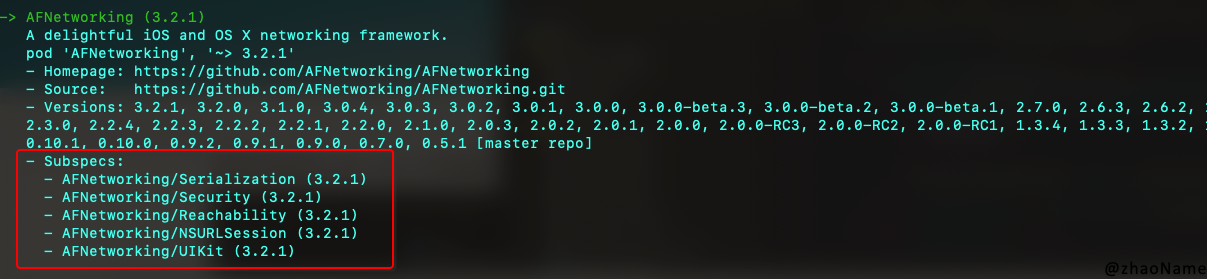 -> AFNetworking (3.2.1)
A delightful iOS and OS X networking framework.
pod 'AFNetworking', '~> 3.2.1'
- Homepage: https://github.com/AFNetworking/AFNetworking
- Source:   https://github.com/AFNetworking/AFNetworking.git
- Versions: 3.2.1, 3.2.0, 3.1.0, 3.0.4, 3.0.3, 3.0.2, 3.0.1, 3.0.0, 3.0.0-beta.3, 3.0.0-beta.2, 3.0.0-beta.1, 2.7.0, 2.6.3, 2.6.2,
2.3.0, 2.2.4, 2.2.3, 2.2.2, 2.2.1, 2.2.0, 2.1.0, 2.0.3, 2.0.2, 2.0.1, 2.0.0, 2.0.0-RC3, 2.0.0-RC2, 2.0.0-RC1, 1.3.4, 1.3.3, 1.3.2,
0.10.1, 0.10.0, 0.9.2, 0.9.1, 0.9.0, 0.7.0, 0.5.1 [master repo]
- Subspecs:
- AFNetworking/Serialization (3.2.1)
- AFNetworking/Security (3.2.1)
- AFNetworking/Reachability (3.2.1)
- AFNetworking/NSURLSession (3.2.1)
- AFNetworking/UIKit (3.2.1)
@zhaoName